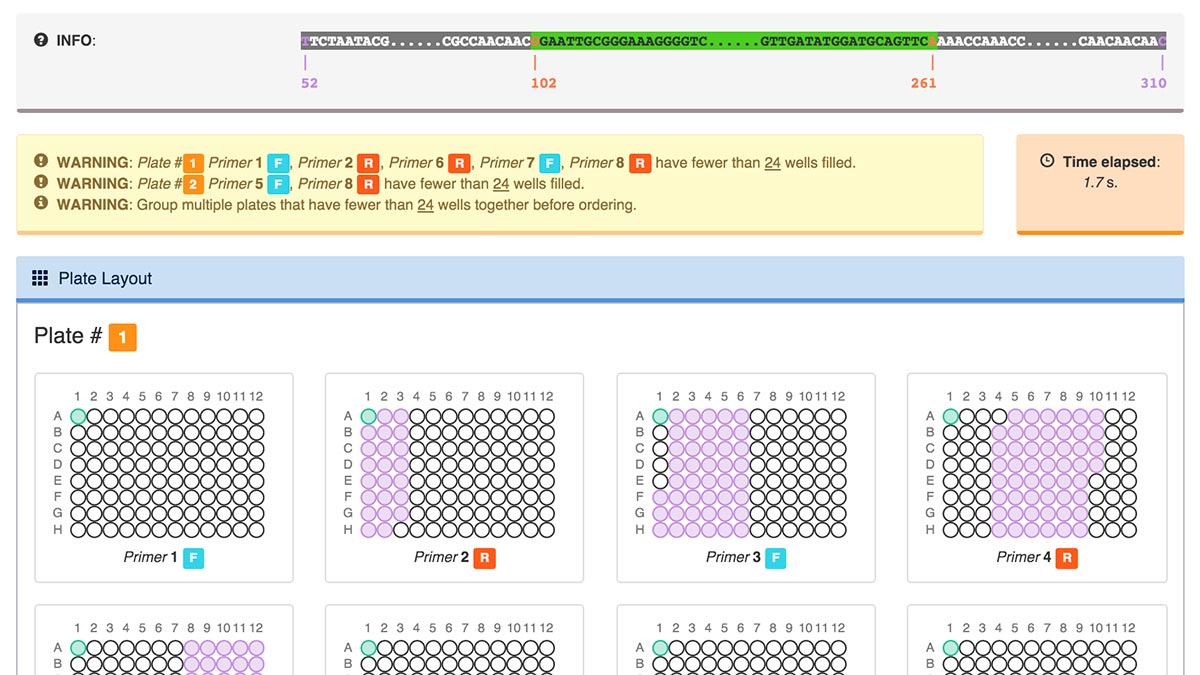 INFO:
TTCTAATACG......CGCCAACAACGGAATTGCGGGAAAGGGGTC......GTTGATATGGATGCAGTTCAAAACCAAACC......CAACAACAAC
52 102 261 310
WARNING: Plate # 1 Primer 1 F, Primer 2 R, Primer 6 R, Primer 7 F, Primer 8 R have fewer than 24 wells filled.
WARNING: Plate # 2 Primer 5 F, Primer 8 R have fewer than 24 wells filled.
WARNING: Group multiple plates that have fewer than 24 wells together before ordering.
Time elapsed:
1.7 s.
Plate Layout
Plate # 1
1 2 3 4 5 6 7 8 9 10 11 12
A
B
C
D
E
F
G
H
Primer 1 F
1 2 3 4 5 6 7 8 9 10 11 12
A
B
C
D
E
F
G
H
Primer 2 R
1 2 3 4 5 6 7 8 9 10 11 12
A
B
C
D
E
F
G
H
Primer 3 F
1 2 3 4 5 6 7 8 9 10 11 12
A
B
C
D
E
F
G
H
Primer 4 R
1 2 3 4 5 6 7 8 9 10 11 12
A
B
1 2 3 4 5 6 7 8 9 10 11 12
A
B
1 2 3 4 5 6 7 8 9 10 11 12
A
B
1 2 3 4 5 6 7 8 9 10 11 12
A
B